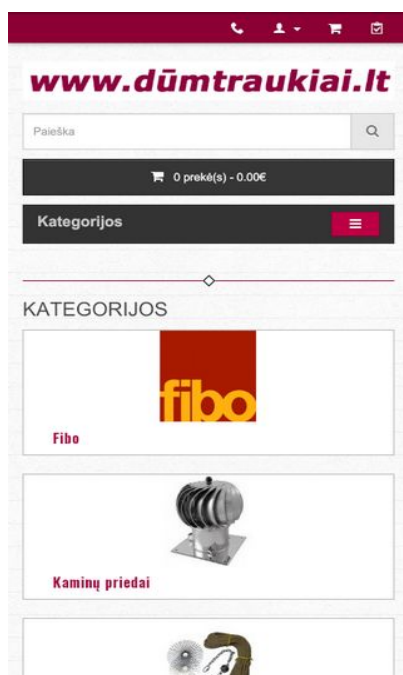 www.dūmtraukiai.lt
Paieška
0 prekė(s) - 0.00€
Kategorijos
KATEGORIJOS
fibo
Fibo
Kaminų priedai